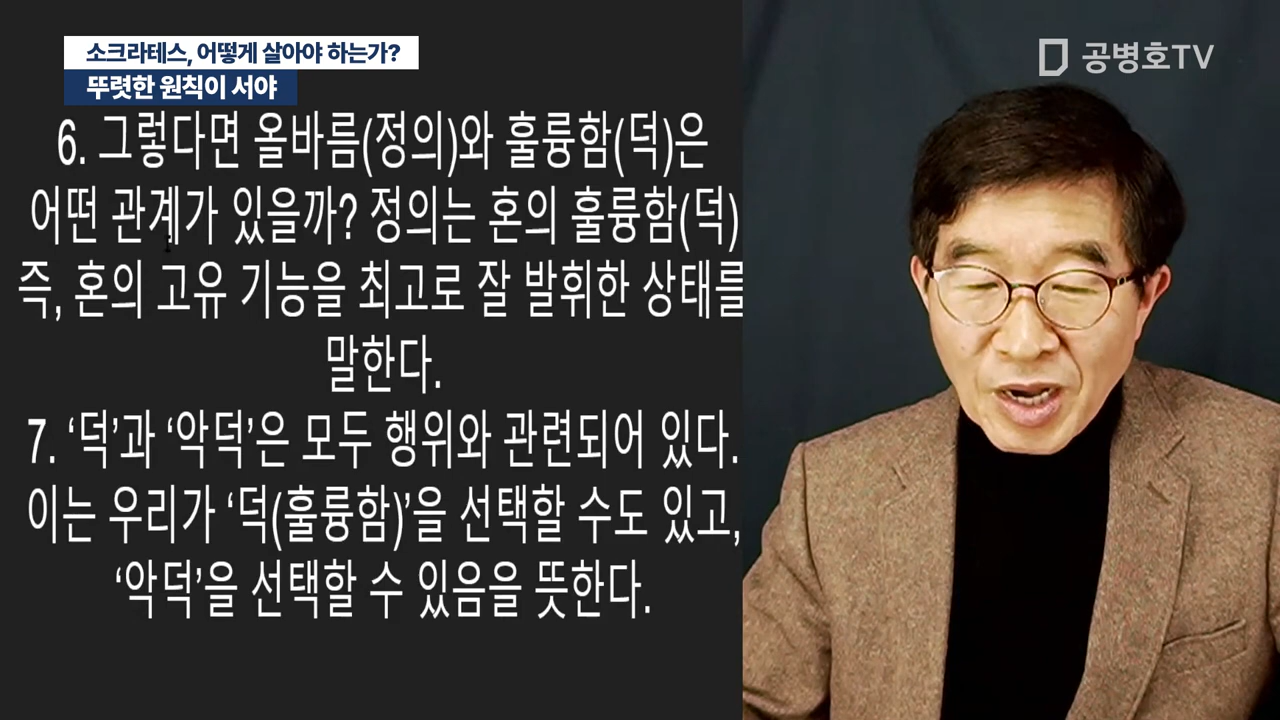 소크라테스, 어떻게 살아야 하는가?
뚜렷한 원칙이 서야
공병호TV
6. 그렇다면 올바름(정의)와 훌륭함(덕)은
어떤 관계가 있을까? 정의는 혼의 훌륭함(덕)
즉, 혼의 고유 기능을 최고로 잘 발휘한 상태를
말한다.
7. ‘덕’과 ‘악덕’은 모두 행위와 관련되어 있다.
이는 우리가 ‘덕(훌륭함)’을 선택할 수도 있고,
‘악덕’을 선택할 수 있음을 뜻한다.